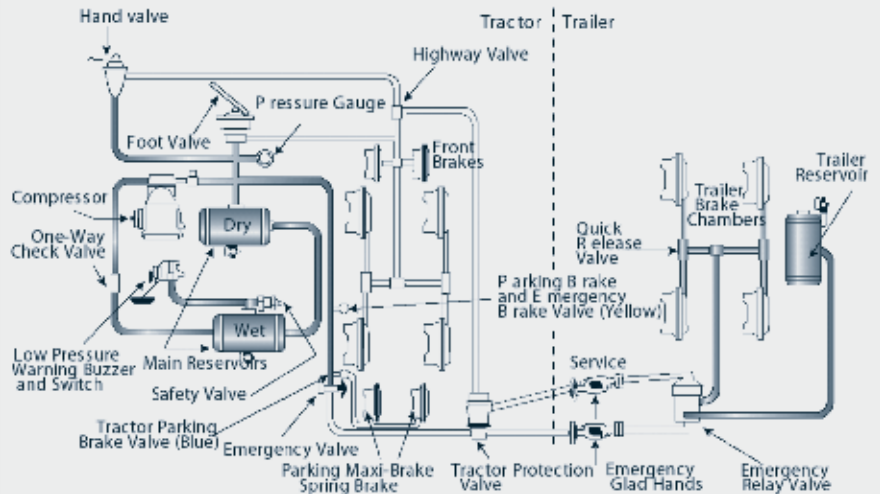 Hand valve
Tractor
Trailer
Highway Valve
Pressure Gauge
Foot Valve
Front
Brakes
Trailer
Reservoir
Compressor
Trailer
Brake
Chambers
Dry
One-Way
Check Valve
Quick
Release
Valve
Parking Brake
and Emergency
Brake Valve (Yellow)
Wet
Low Pressure
Warning Buzzer
and Switch
Main Reservoirs
Safety Valve
Service
Tractor Parking
Brake Valve (Blue)
Emergency Valve
Parking Maxi-Brake
Spring Brake
Tractor Protection
Valve
Emergency
Glad Hands
Emergency
Relay Valve